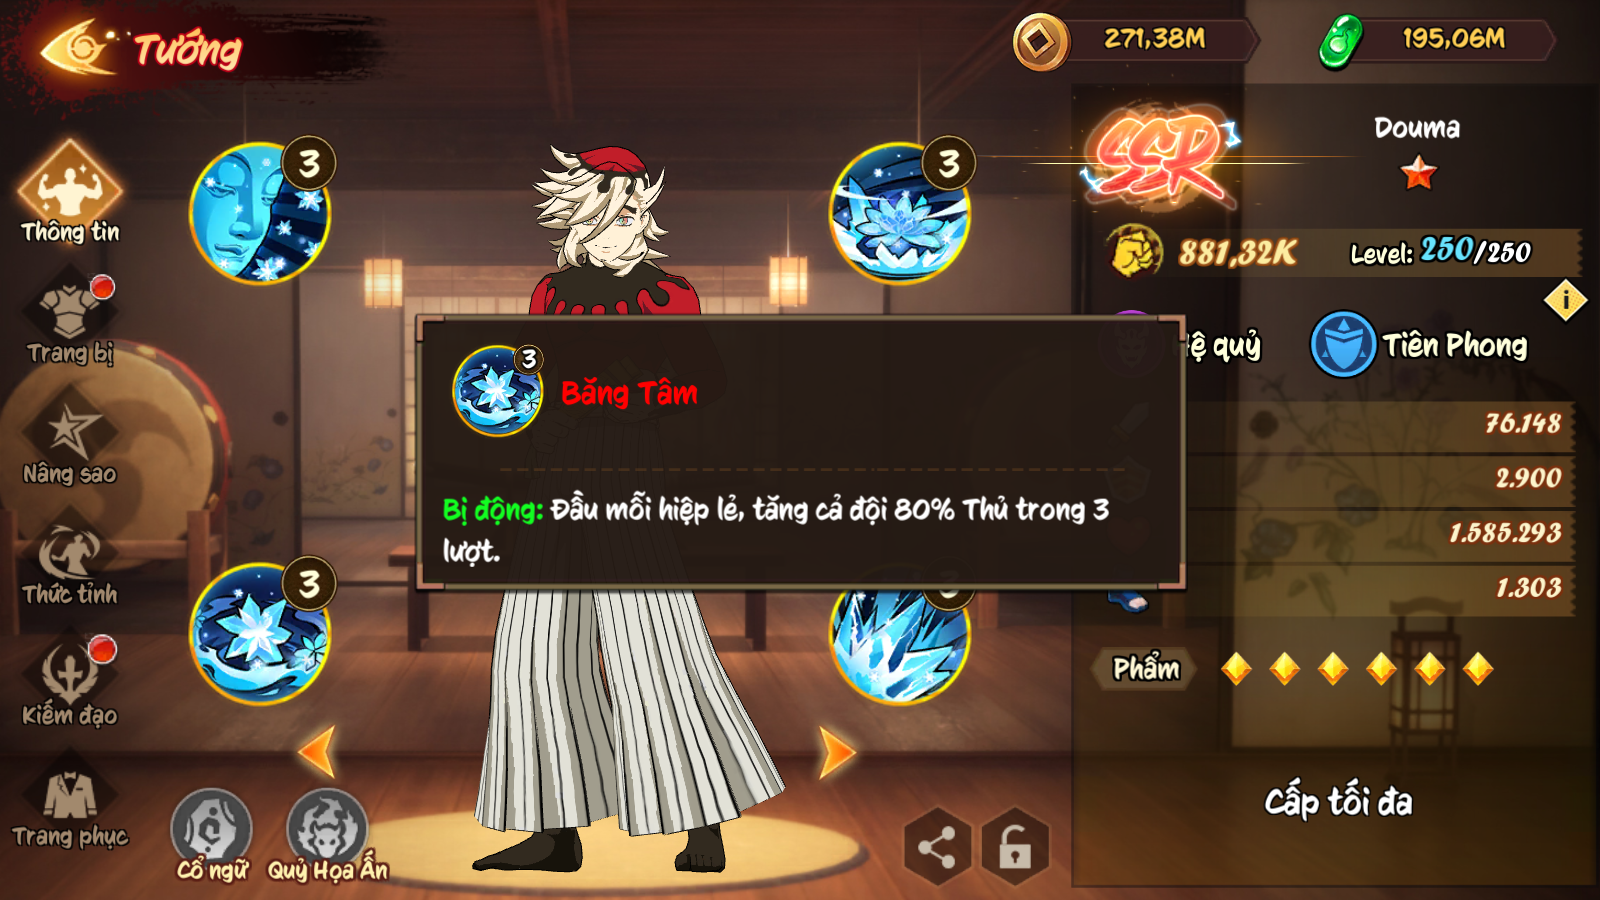 Tướng
271,38M
195,06M
Thông tin
Trang bị
Nâng sao
Thức tỉnh
Kiếm đạo
Trang phục
3
3
3
3
Băng Tâm
Bị động: Đầu mỗi hiệp lẻ, tăng cả đội 80% Thủ trong 3
lượt.
Cổ ngữ
Quỷ Họa Ấn
SSR
Douma
881,32K
Level: 250/250
ệ quỷ
Tiên Phong
76.148
2.900
1.585.293
1.303
Phẩm
Cấp tối đa